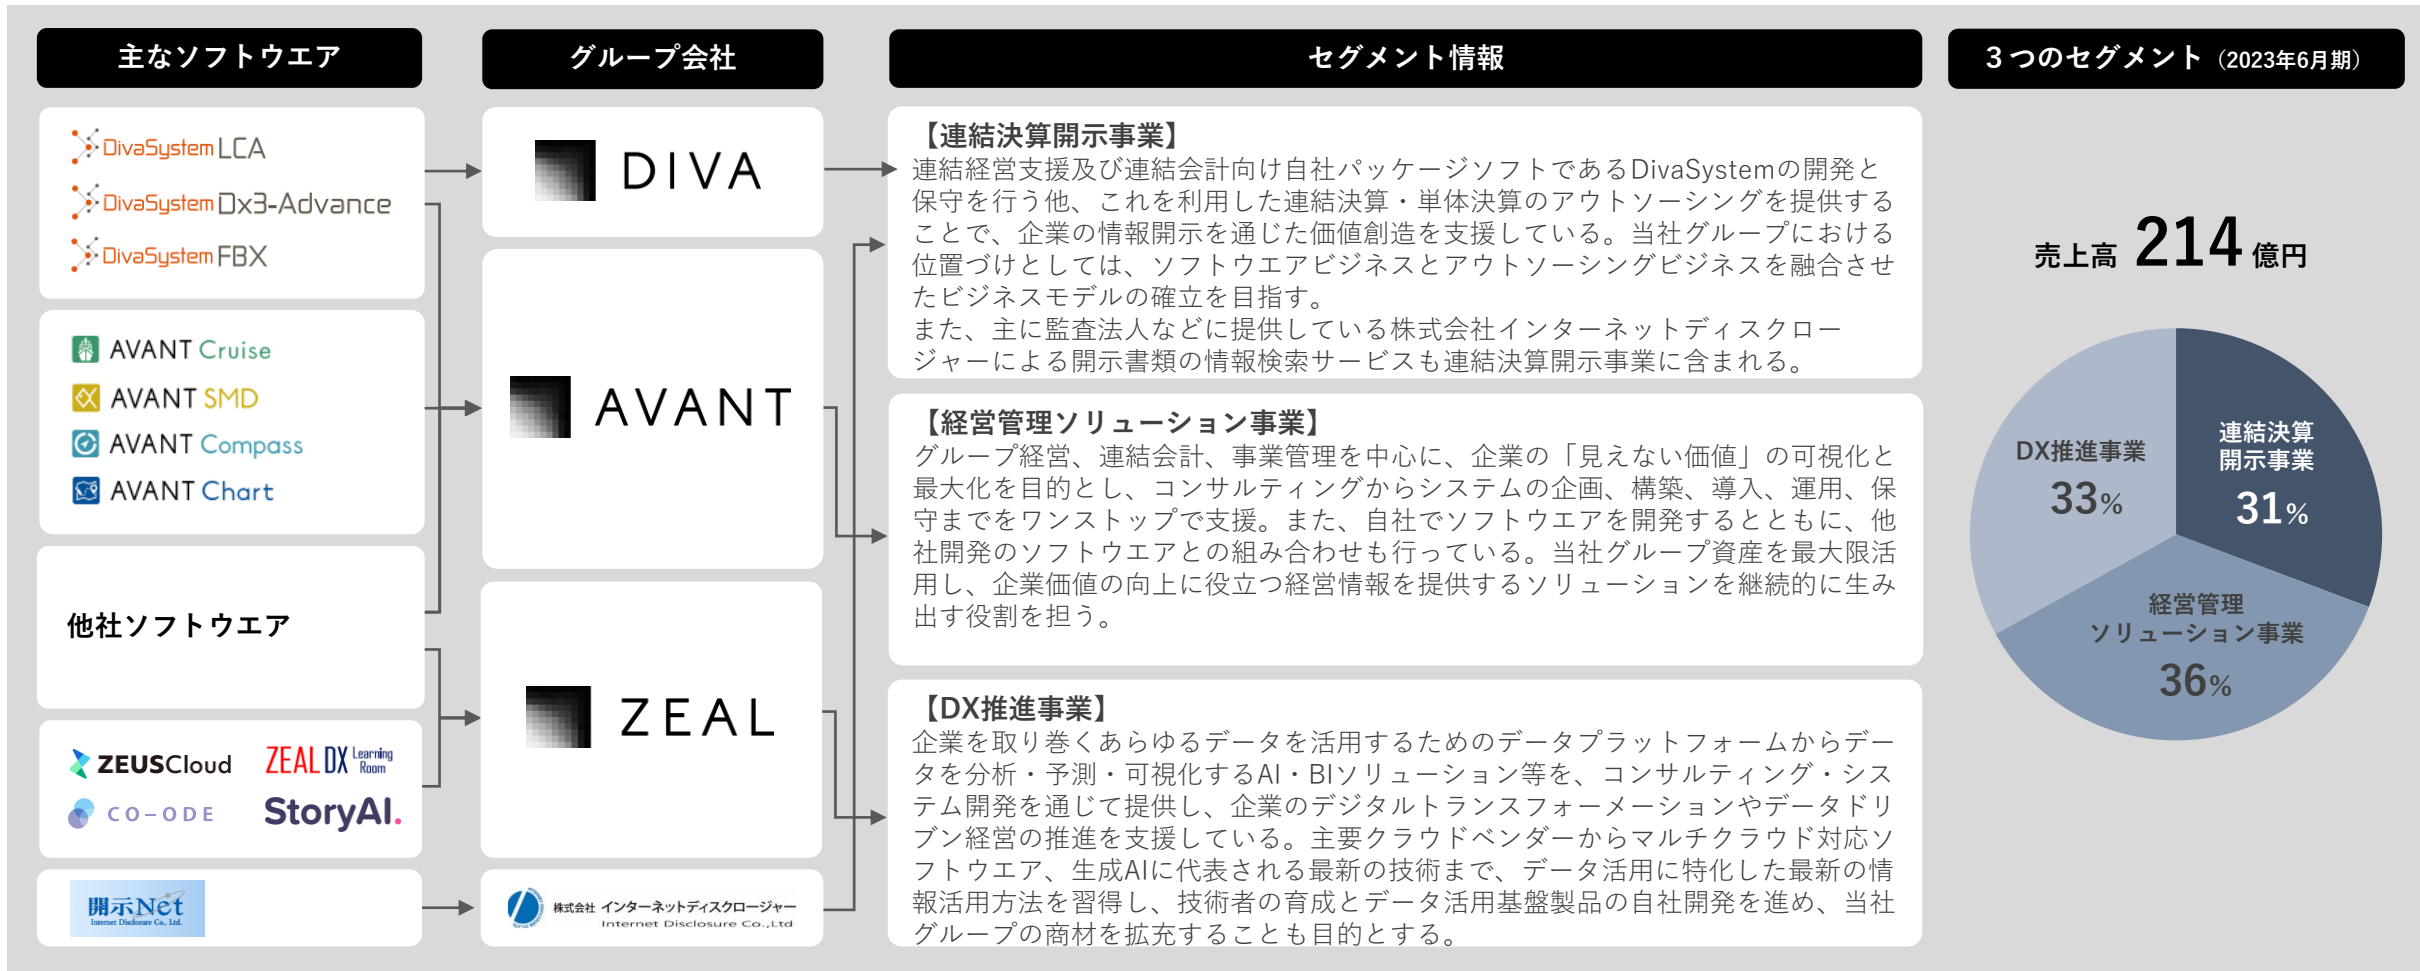 主なソフトウエア
DivaSystem LCA
DivaSystem Dx3-Advance
DivaSystem FBX
AVANT Cruise
AVANT SMD
AVANT Compass
AVANT Chart
他社ソフトウエア
ZEUSCloud
ZEAL DX Learning Room
CO-ODE
StoryAI.
開示Net
Internet Disclosure Co., Ltd.
グループ会社
DIVA
AVANT
ZEAL
株式会社 インターネットディスクロージャー
Internet Disclosure Co.,Ltd
セグメント情報
【連結決算開示事業】
連結経営支援及び連結会計向け自社パッケージソフトであるDivaSystemの開発と
保守を行う他、これを利用した連結決算・単体決算のアウトソーシングを提供する
ことで、企業の情報開示を通じた価値創造を支援している。当社グループにおける
位置づけとしては、ソフトウエアビジネスとアウトソーシングビジネスを融合させ
たビジネスモデルの確立を目指す。
また、主に監査法人などに提供している株式会社インターネットディスクロー
ジャーによる開示書類の情報検索サービスも連結決算開示事業に含まれる。
【経営管理ソリューション事業】
グループ経営、連結会計、事業管理を中心に、企業の「見えない価値」の可視化と
最大化を目的とし、コンサルティングからシステムの企画、構築、導入、運用、保
守までをワンストップで支援。また、自社でソフトウエアを開発するとともに、他
社開発のソフトウエアとの組み合わせも行っている。当社グループ資産を最大限活
用し、企業価値の向上に役立つ経営情報を提供するソリューションを継続的に生み
出す役割を担う。
【DX推進事業】
企業を取り巻くあらゆるデータを活用するためのデータプラットフォームからデー
タを分析・予測・可視化するAI・BIソリューション等を、コンサルティング・シス
テム開発を通じて提供し、企業のデジタルトランスフォーメーションやデータドリ
ブン経営の推進を支援している。主要クラウドベンダーからマルチクラウド対応ソ
フトウエア、生成AIに代表される最新の技術まで、データ活用に特化した最新の情
報活用方法を習得し、技術者の育成とデータ活用基盤製品の自社開発を進め、当社
グループの商材を拡充することも目的とする。
３つのセグメント（2023年6月期）
売上高 214 億円
連結決算
開示事業
31%
DX推進事業
33%
経営管理
ソリューション事業
36%